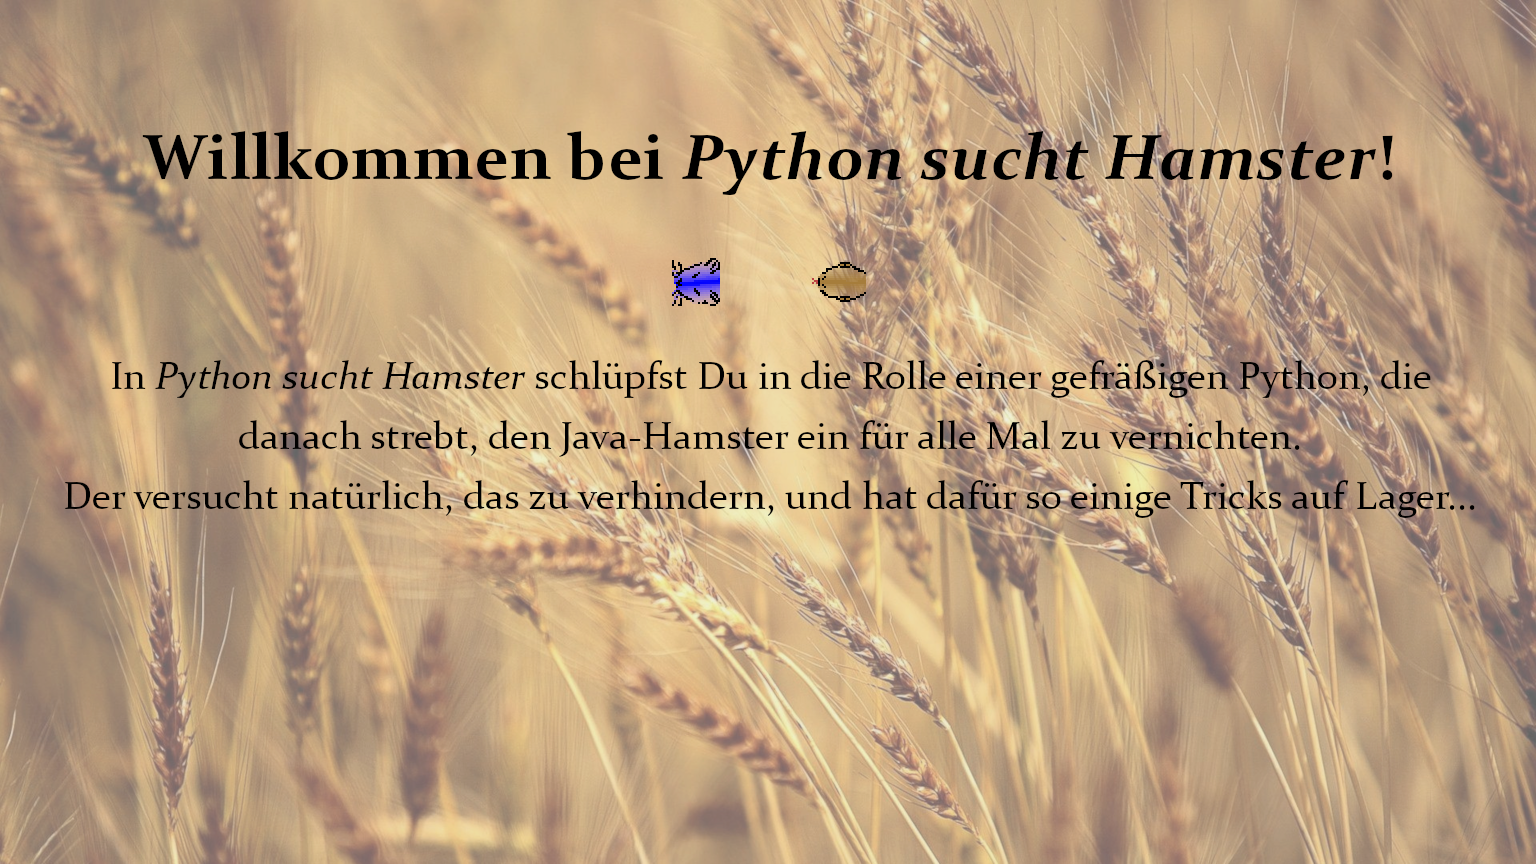 Willkommen bei Python sucht Hamster!
In Python sucht Hamster schlüpfst Du in die Rolle einer gefräßigen Python, die
danach strebt, den Java-Hamster ein für alle Mal zu vernichten.
Der versucht natürlich, das zu verhindern, und hat dafür so einige Tricks auf Lager...